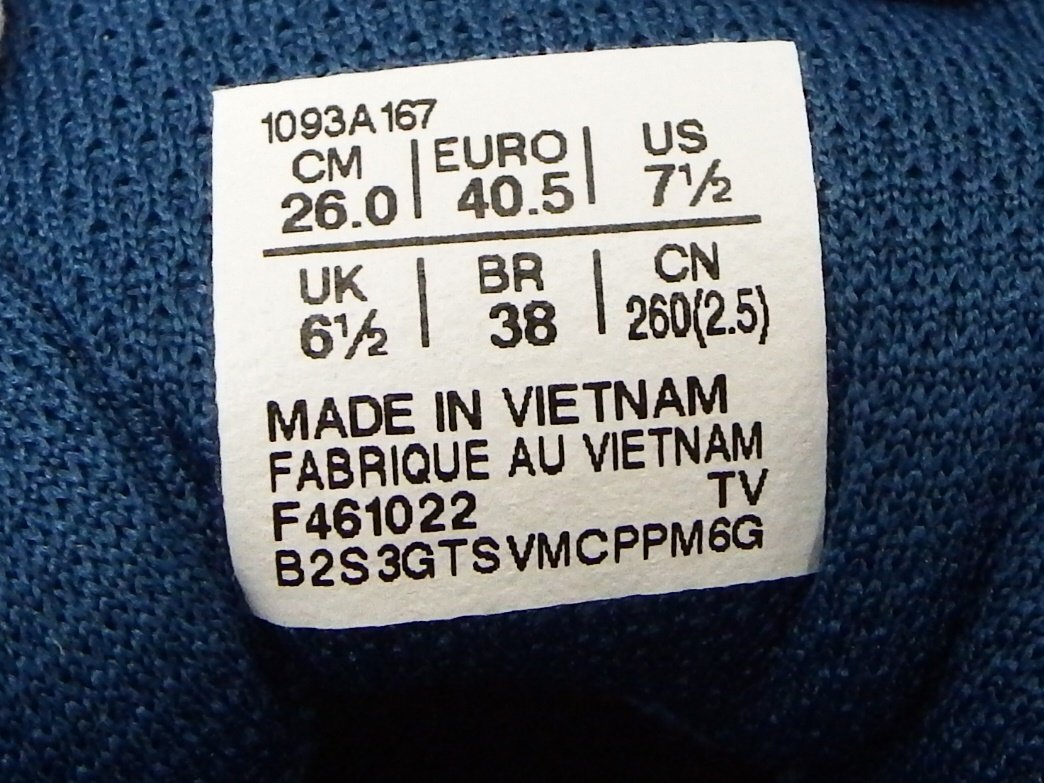 1093A167
CM | EURO | US
26.0 | 40.5 | 7½
UK | BR | CN
6½ | 38 | 260(2.5)
MADE IN VIETNAM
FABRIQUE AU VIETNAM
F461022 TV
B2S3GTSVMCPPM6G